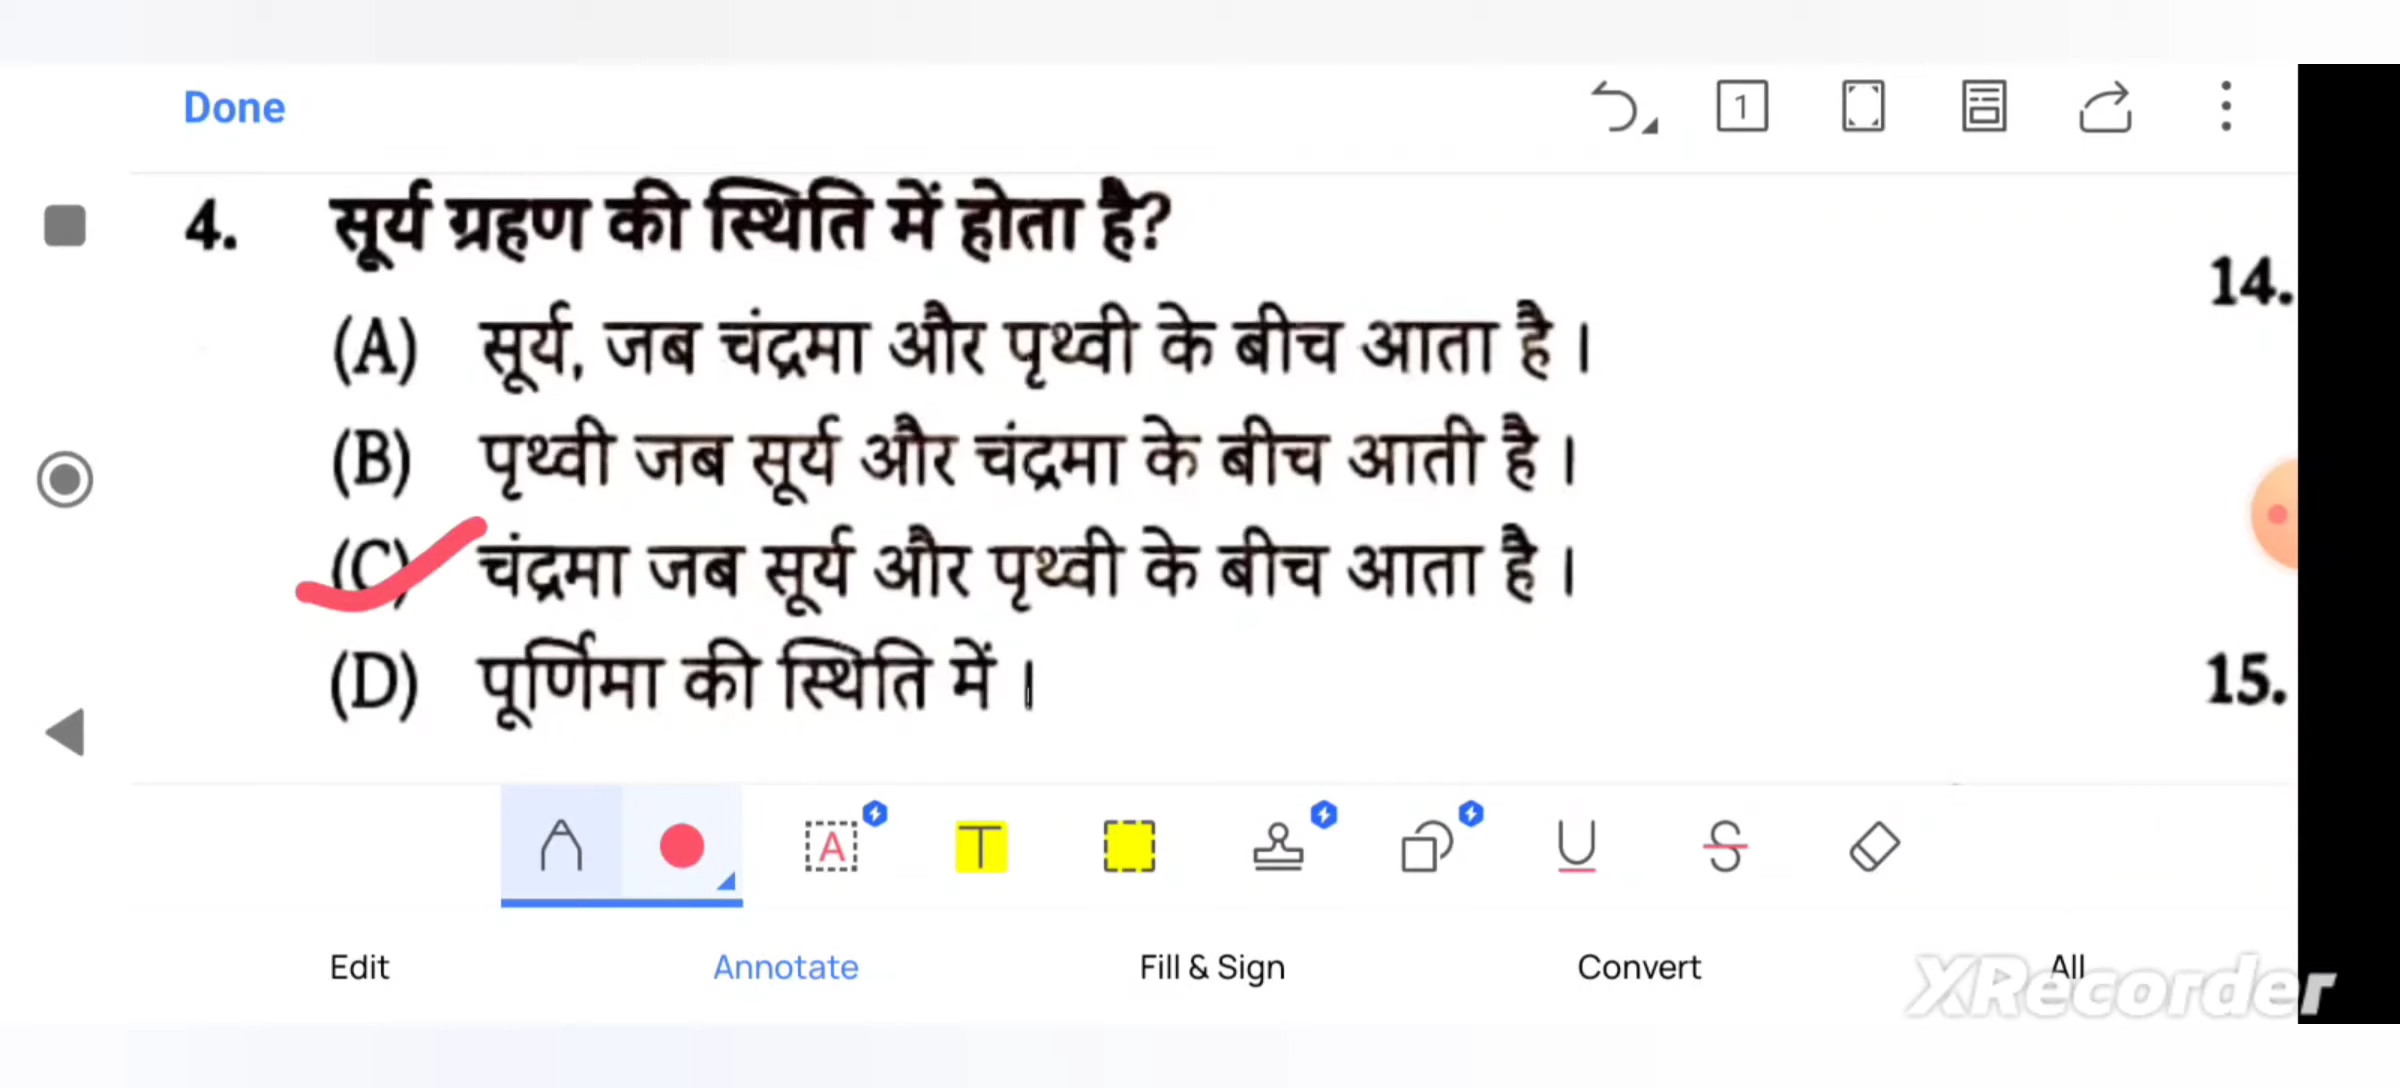 Done
1
4. सूर्य ग्रहण की स्थिति में होता है?
14.
(A) सूर्य, जब चंद्रमा और पृथ्वी के बीच आता है।
(B) पृथ्वी जब सूर्य और चंद्रमा के बीच आती है।
(C) चंद्रमा जब सूर्य और पृथ्वी के बीच आता है।
(D) पूर्णिमा की स्थिति में।
15.
A T U S
Edit Annotate Fill & Sign Convert All
XRecorder